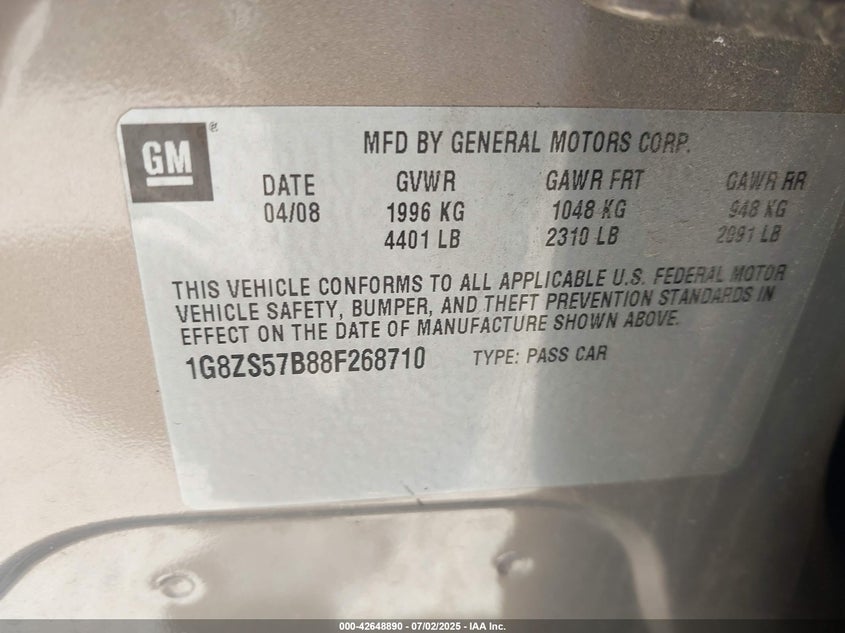 GM®
MFD BY GENERAL MOTORS CORP.
DATE GVWR GAWR FRT GAWR RR
04/08 1996 KG 1048 KG 948 KG
4401 LB 2310 LB 2091 LB
THIS VEHICLE CONFORMS TO ALL APPLICABLE U.S. FEDERAL MOTOR
VEHICLE SAFETY, BUMPER, AND THEFT PREVENTION STANDARDS IN
EFFECT ON THE DATE OF MANUFACTURE SHOWN ABOVE.
1G8ZS57B88F268710 TYPE: PASS CAR
000-42648890 - 07/02/2025 - IAA Inc.